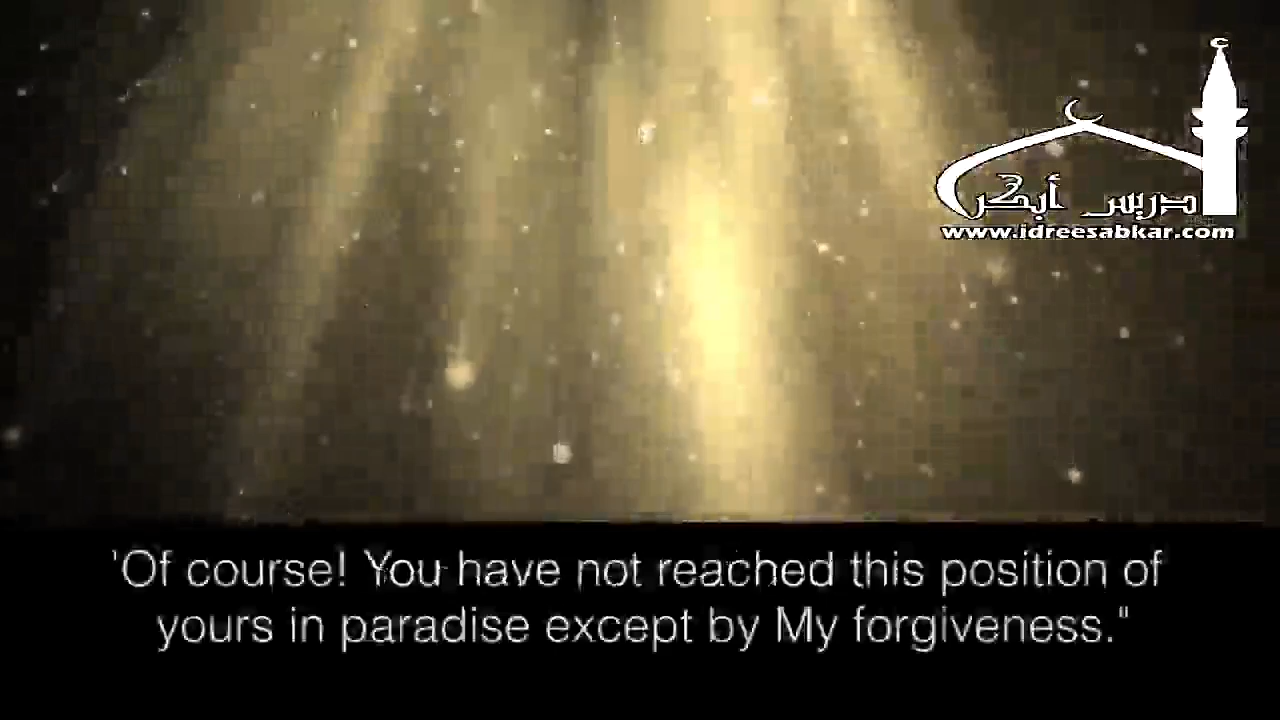 إدريس أبكر
www.idreesabkar.com
'Of course! You have not reached this position of
yours in paradise except by My forgiveness."